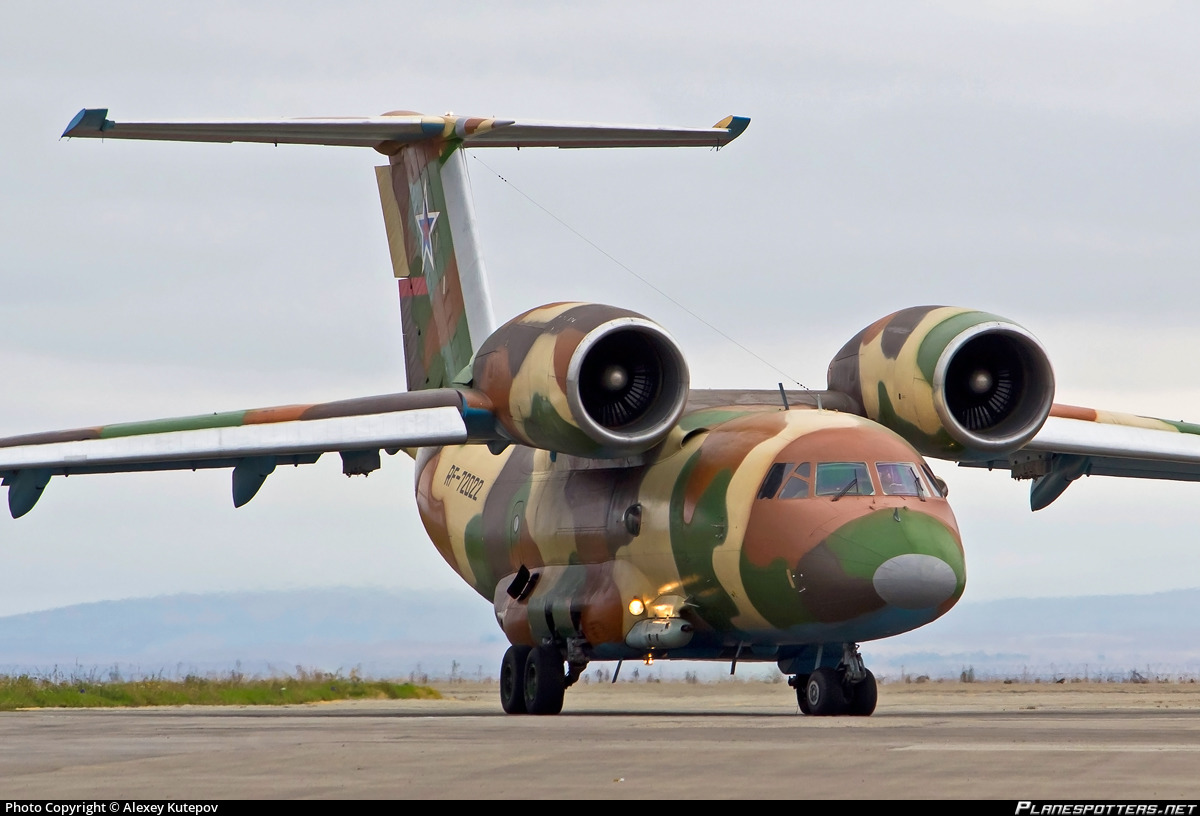 RF-72022
Photo Copyright © Alexey Kutepov
PLANESPOTTERS.NET